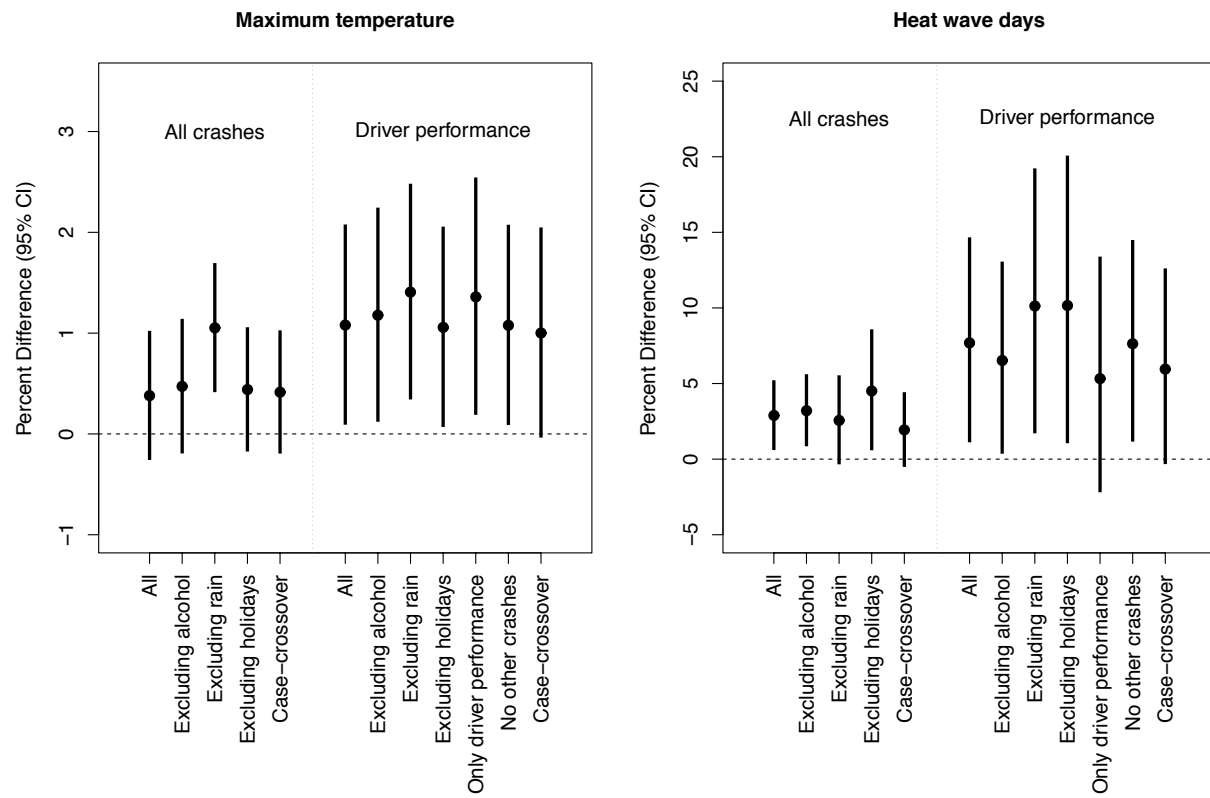 Maximum temperature
Percent Difference (95% CI)
3
2
1
0
−1
All crashes
Driver performance
All
Excluding alcohol
Excluding rain
Excluding holidays
Case−crossover
All
Excluding alcohol
Excluding rain
Excluding holidays
Only driver performance
No other crashes
Case−crossover
Heat wave days
Percent Difference (95% CI)
25
20
15
10
5
0
−5
All crashes
Driver performance
All
Excluding alcohol
Excluding rain
Excluding holidays
Case−crossover
All
Excluding alcohol
Excluding rain
Excluding holidays
Only driver performance
No other crashes
Case−crossover